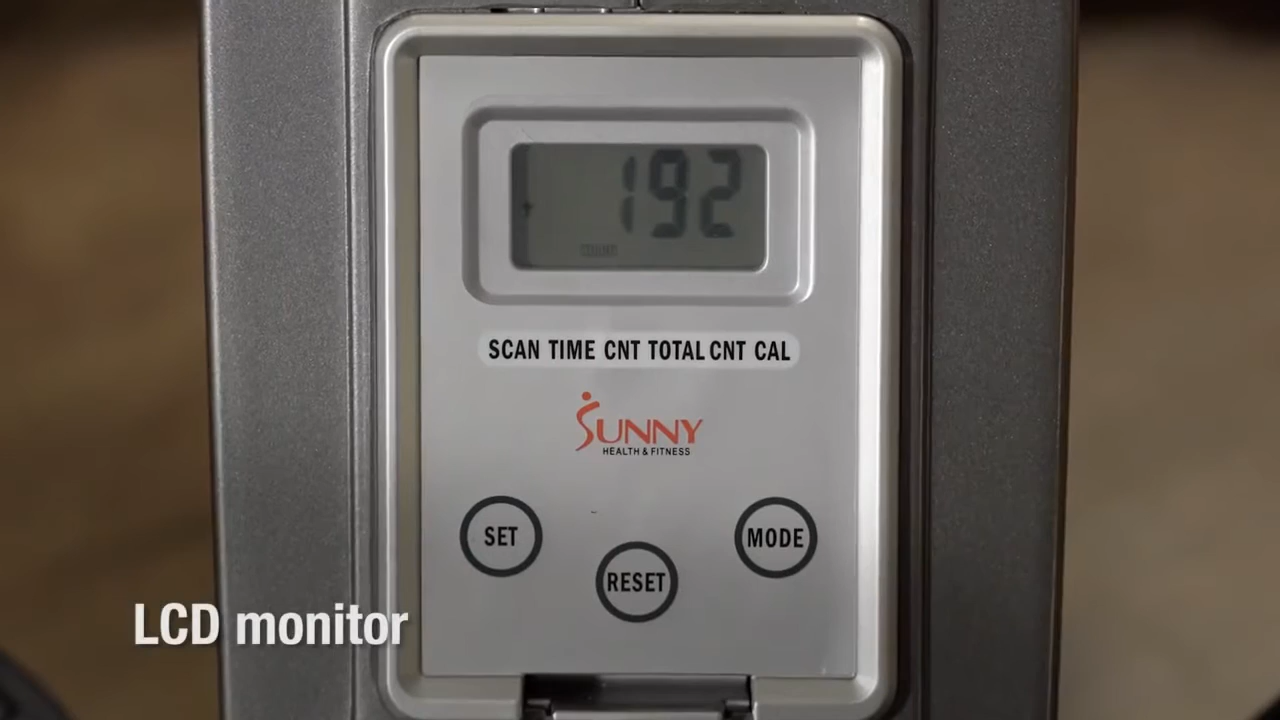 192
SCAN TIME CNT TOTAL CNT CAL
SUNNY
HEALTH & FITNESS
SET
MODE
RESET
LCD monitor